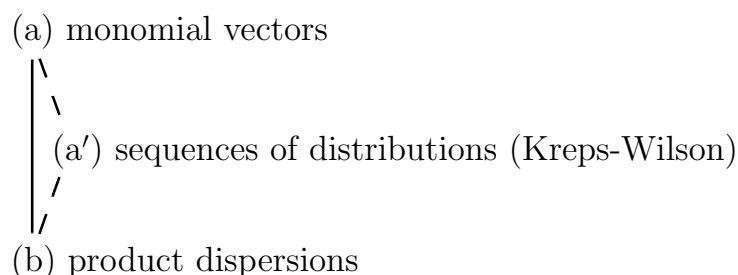 (a) monomial vectors
(a′) sequences of distributions (Kreps-Wilson)
(b) product dispersions